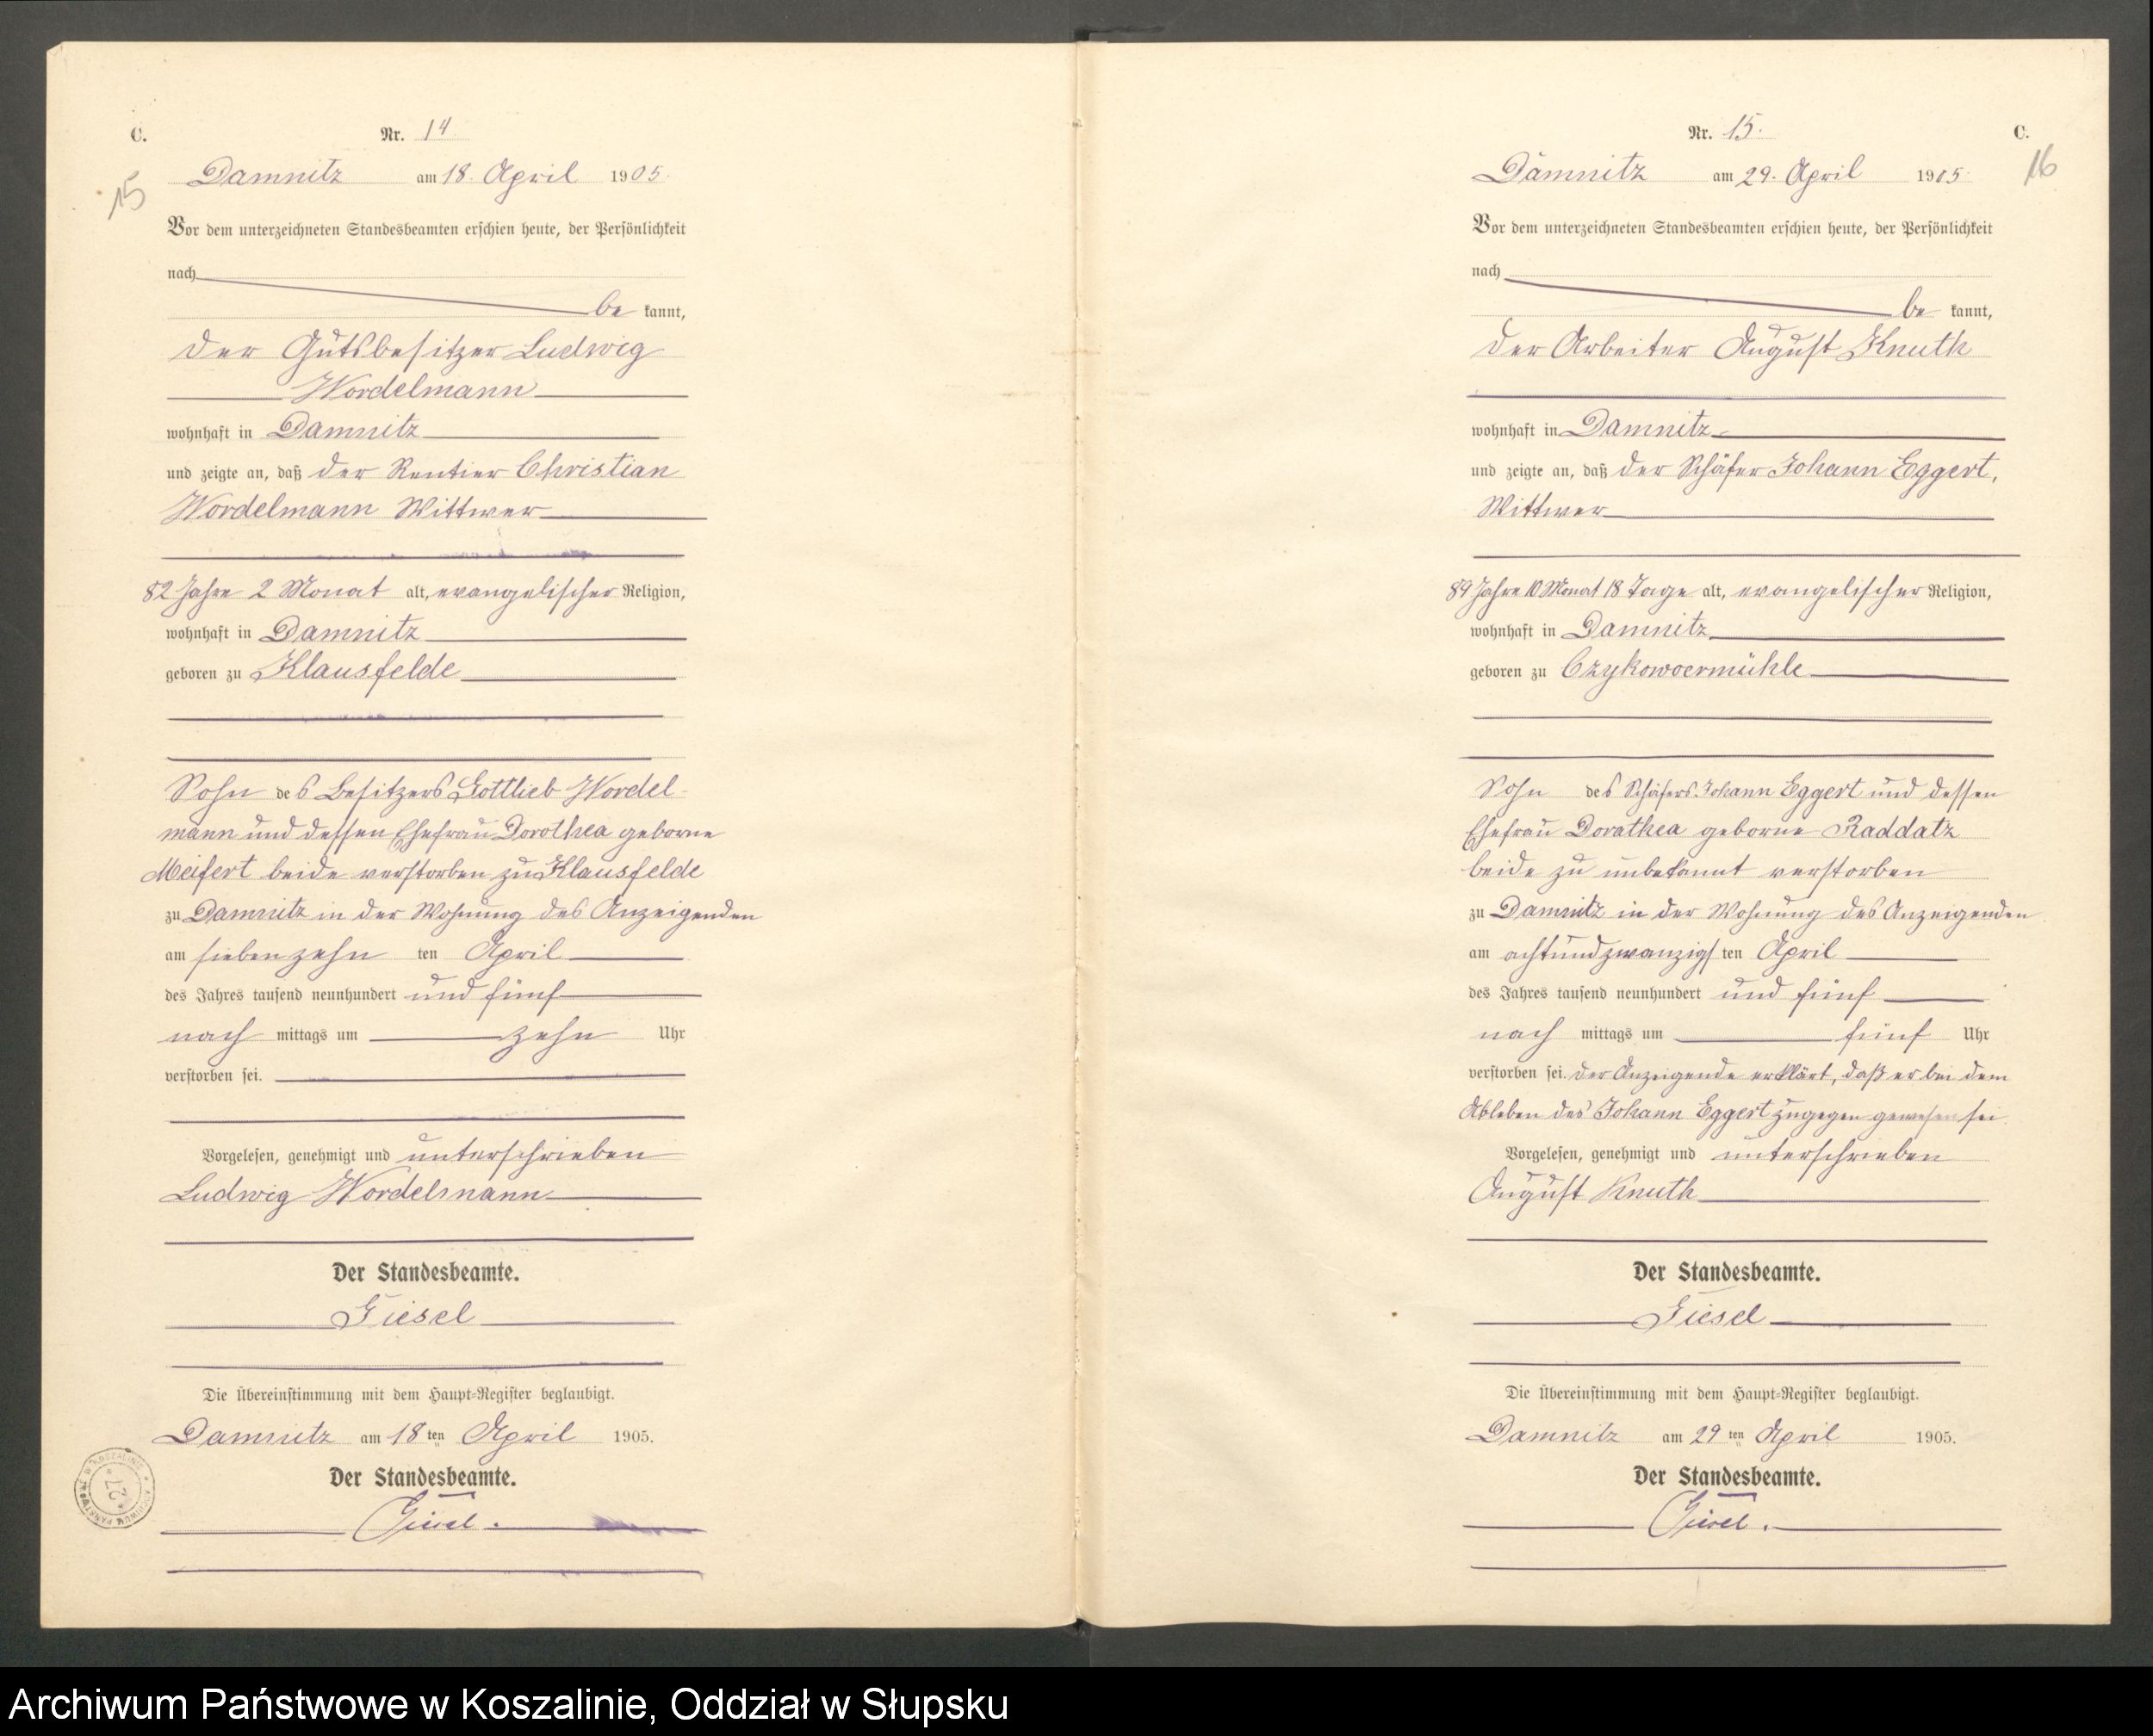 C.
Nr. 14
15
Damnitz am 18. April 1905.
Vor dem unterzeichneten Standesbeamten erschien heute, der Persönlichkeit
nach
be kannt,
der Gutsbesitzer Ludwig
Wordelmann
wohnhaft in Damnitz
und zeigte an, daß der Rentier Christian
Wordelmann Wittwer
82 Jahre 2 Monat alt, evangelischer Religion,
wohnhaft in Damnitz
geboren zu Klausfelde
Sohn des Besitzers Gottlieb Wordel-
mann und dessen Ehefrau Dorothea geborne
Meifert beide verstorben zu Klausfelde
zu Damnitz in der Wohnung des Anzeigenden
am siebenzehn ten April
des Jahres tausend neunhundert und fünf
nach mittags um zehn Uhr
verstorben sei.
Vorgelesen, genehmigt und unterschrieben
Ludwig Wordelmann
Der Standesbeamte.
Giesel
Die Übereinstimmung mit dem Haupt-Register beglaubigt.
Damnitz am 18ten April 1905.
Der Standesbeamte.
Giesel.
Nr. 15.
C.
16
Damnitz am 29. April 1905
Vor dem unterzeichneten Standesbeamten erschien heute, der Persönlichkeit
nach
be kannt,
der Arbeiter August Knuth
wohnhaft in Damnitz
und zeigte an, daß der Schäfer Johann Eggert,
Wittwer
89 Jahre 10 Monat 18 Tage alt, evangelischer Religion,
wohnhaft in Damnitz
geboren zu Czykowoermühle
Sohn des Schäfers Johann Eggert und dessen
Ehefrau Dorathea geborne Raddatz
beide zu unbekannt verstorben
zu Damnitz in der Wohnung des Anzeigenden
am achtundzwanzigs ten April
des Jahres tausend neunhundert und fünf
nach mittags um fünf Uhr
verstorben sei. der Anzeigende erklärt, daß er bei dem
Ableben des Johann Eggert zugegen gewesen sei.
Vorgelesen, genehmigt und unterschrieben
August Knuth
Der Standesbeamte.
Giesel
Die Übereinstimmung mit dem Haupt-Register beglaubigt.
Damnitz am 29ten April 1905.
Der Standesbeamte.
Giesel.
Archiwum Państwowe w Koszalinie, Oddział w Słupsku